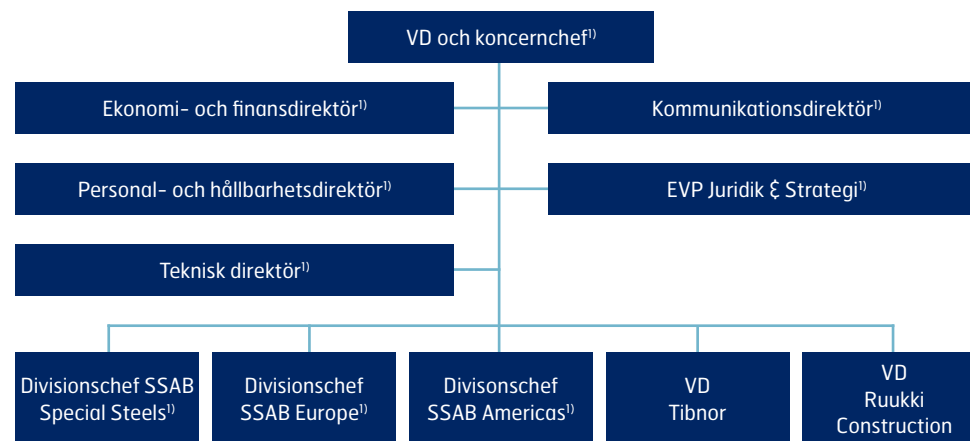 VD och koncernchef¹⁾
Ekonomi- och finansdirektör¹⁾
Kommunikationsdirektör¹⁾
Personal- och hållbarhetsdirektör¹⁾
EVP Juridik & Strategi¹⁾
Teknisk direktör¹⁾
Divisionschef SSAB
Special Steels¹⁾
Divisionschef
SSAB Europe¹⁾
Divisonschef
SSAB Americas¹⁾
VD
Tibnor
VD
Ruukki
Construction